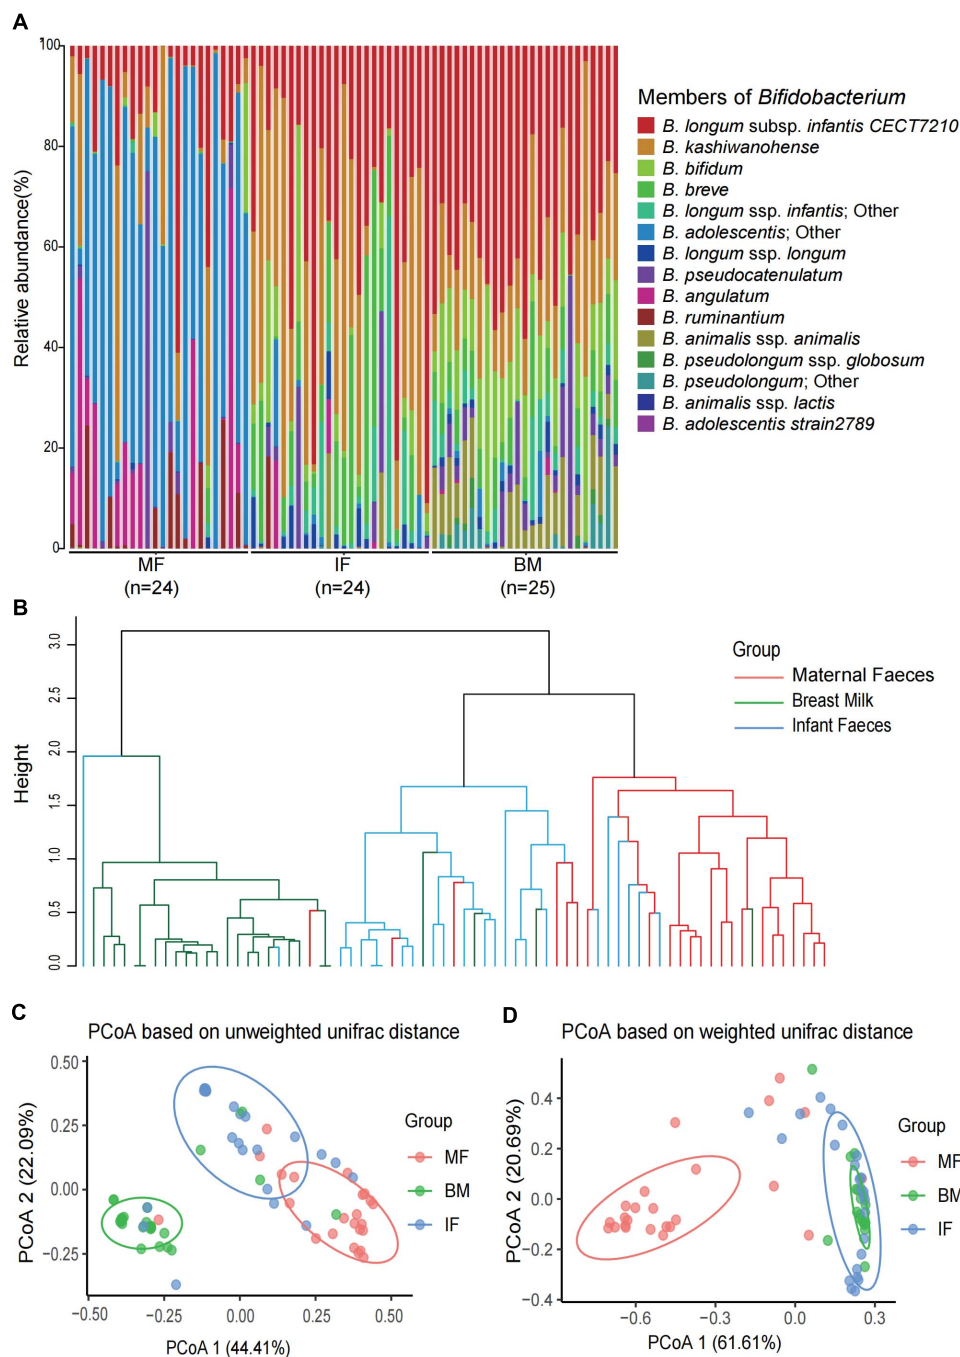 A
Relative abundance(%)
100
80
60
40
20
0
MF
(n=24)
IF
(n=24)
BM
(n=25)
Members of Bifidobacterium
B. longum subsp. infantis CECT7210
B. kashiwanohense
B. bifidum
B. breve
B. longum ssp. infantis; Other
B. adolescentis; Other
B. longum ssp. longum
B. pseudocatenulatum
B. angulatum
B. ruminantium
B. animalis ssp. animalis
B. pseudolongum ssp. globosum
B. pseudolongum; Other
B. animalis ssp. lactis
B. adolescentis strain2789
B
Height
3.0
2.5
2.0
1.5
1.0
0.5
0.0
Group
Maternal Faeces
Breast Milk
Infant Faeces
C
PCoA based on unweighted unifrac distance
PCoA 2 (22.09%)
0.50
0.25
0.00
−0.25
−0.50
−0.25
0.00
0.25
0.50
PCoA 1 (44.41%)
Group
MF
BM
IF
D
PCoA based on weighted unifrac distance
PCoA 2 (20.69%)
0.4
0.2
0.0
−0.2
−0.4
−0.6
−0.3
0.0
0.3
PCoA 1 (61.61%)
Group
MF
BM
IF